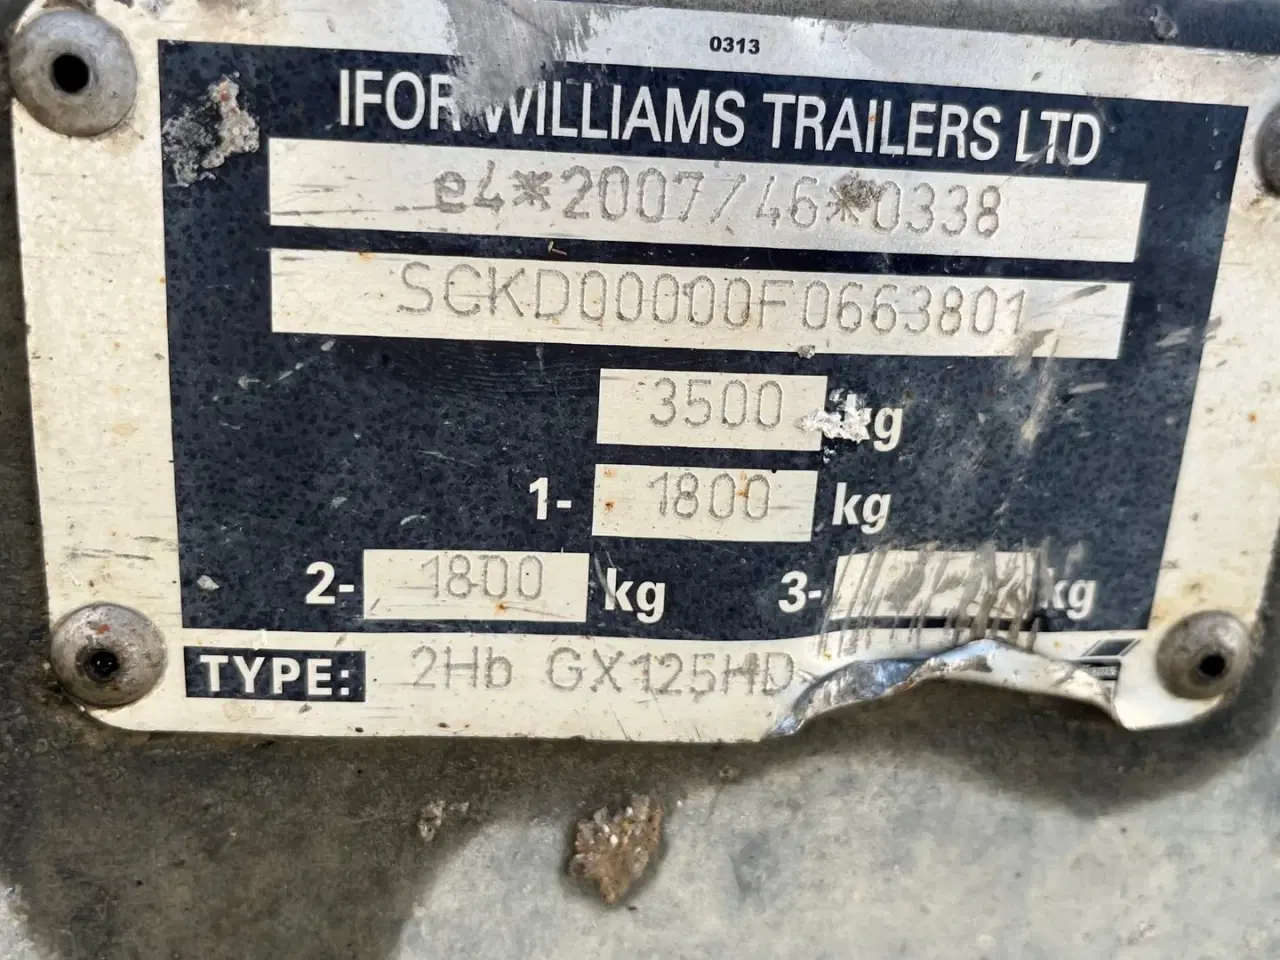 0313
IFOR WILLIAMS TRAILERS LTD
e4*2007/46*0338
SCKD00000F0663801
3500 kg
1- 1800 kg
2- 1800 kg 3- kg
TYPE: 2Hb GX125HD